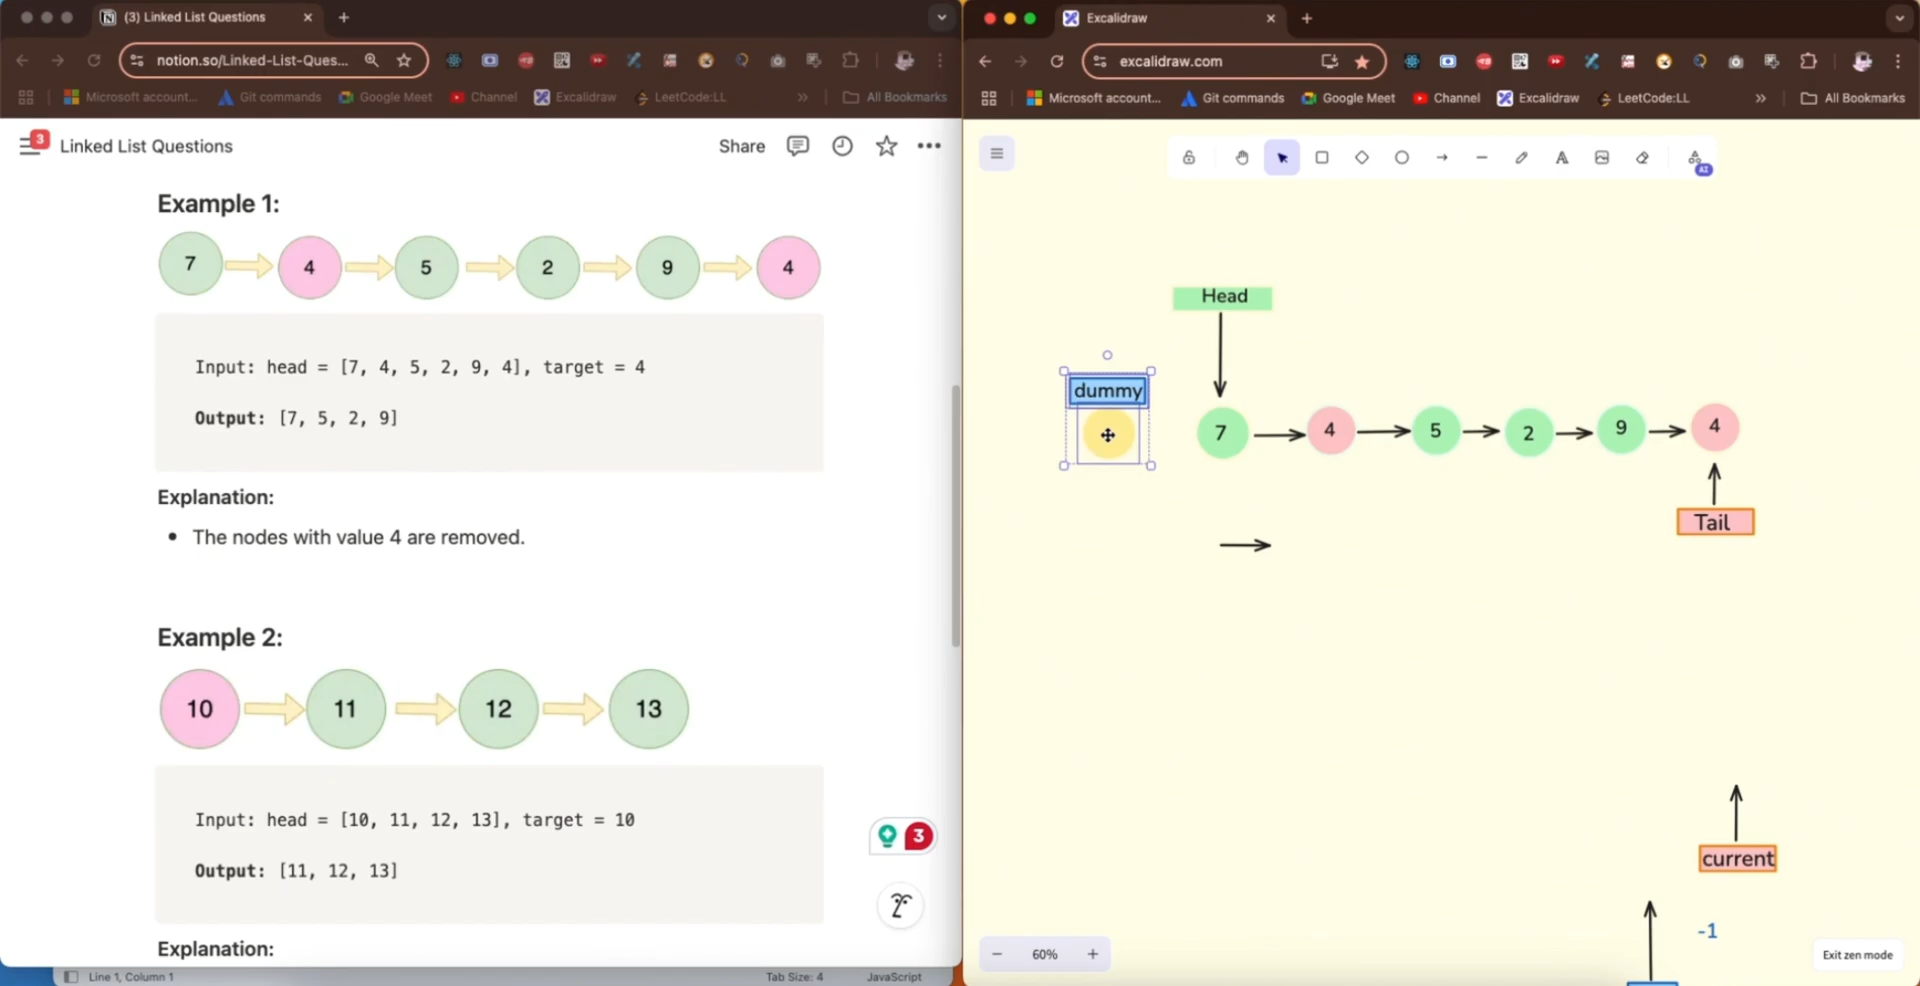 (3) Linked List Questions
notion.so/Linked-List-Ques...
Microsoft account...
Git commands
Google Meet
Channel
Excalidraw
LeetCode:LL
All Bookmarks
3
Linked List Questions
Share
Example 1:
7
4
5
2
9
4
Input: head = [7, 4, 5, 2, 9, 4], target = 4
Output: [7, 5, 2, 9]
Explanation:
• The nodes with value 4 are removed.
Example 2:
10
11
12
13
Input: head = [10, 11, 12, 13], target = 10
Output: [11, 12, 13]
3
Explanation:
Line 1, Column 1
Tab Size: 4
JavaScript
Excalidraw
excalidraw.com
Microsoft account...
Git commands
Google Meet
Channel
Excalidraw
LeetCode:LL
All Bookmarks
A
AI
Head
dummy
7
4
5
2
9
4
Tail
current
-1
60%
Exit zen mode